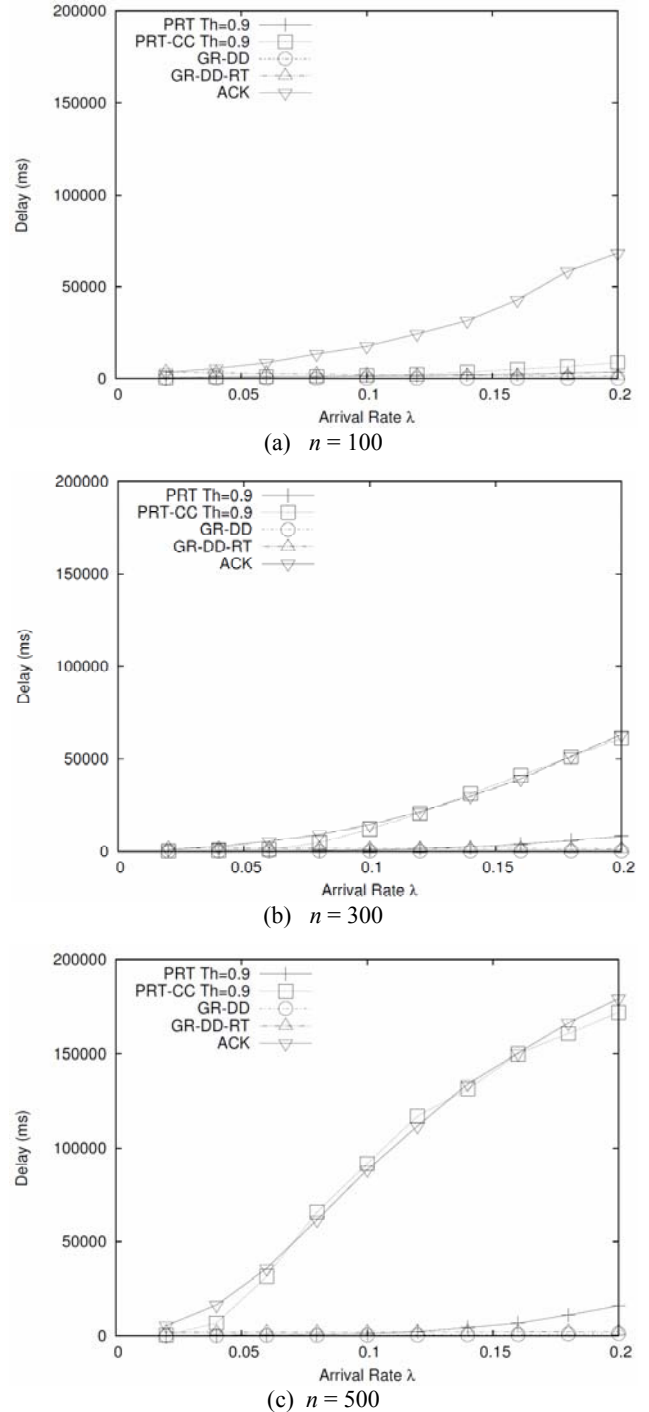 200000
150000
100000
50000
0
Delay (ms)
PRT Th=0.9
PRT-CC Th=0.9
GR-DD
GR-DD-RT
ACK
0 0.05 0.1 0.15 0.2
Arrival Rate λ
(a) n = 100
200000
150000
100000
50000
0
Delay (ms)
PRT Th=0.9
PRT-CC Th=0.9
GR-DD
GR-DD-RT
ACK
0 0.05 0.1 0.15 0.2
Arrival Rate λ
(b) n = 300
200000
150000
100000
50000
0
Delay (ms)
PRT Th=0.9
PRT-CC Th=0.9
GR-DD
GR-DD-RT
ACK
0 0.05 0.1 0.15 0.2
Arrival Rate λ
(c) n = 500